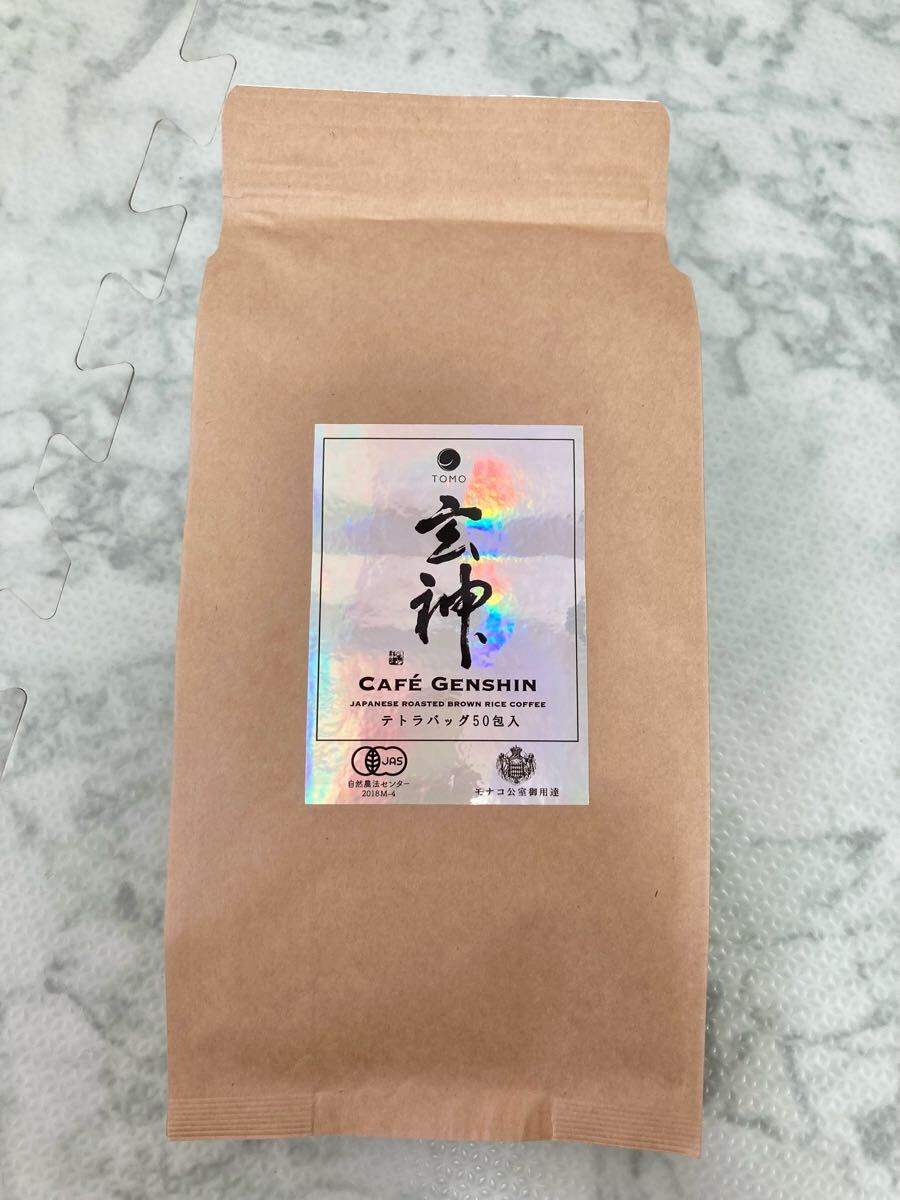 TOMO
玄神
CAFÉ GENSHIN
JAPANESE ROASTED BROWN RICE COFFEE
テトラバッグ50包入
JAS
自然農法センター
2018M-4
モナコ公室御用達